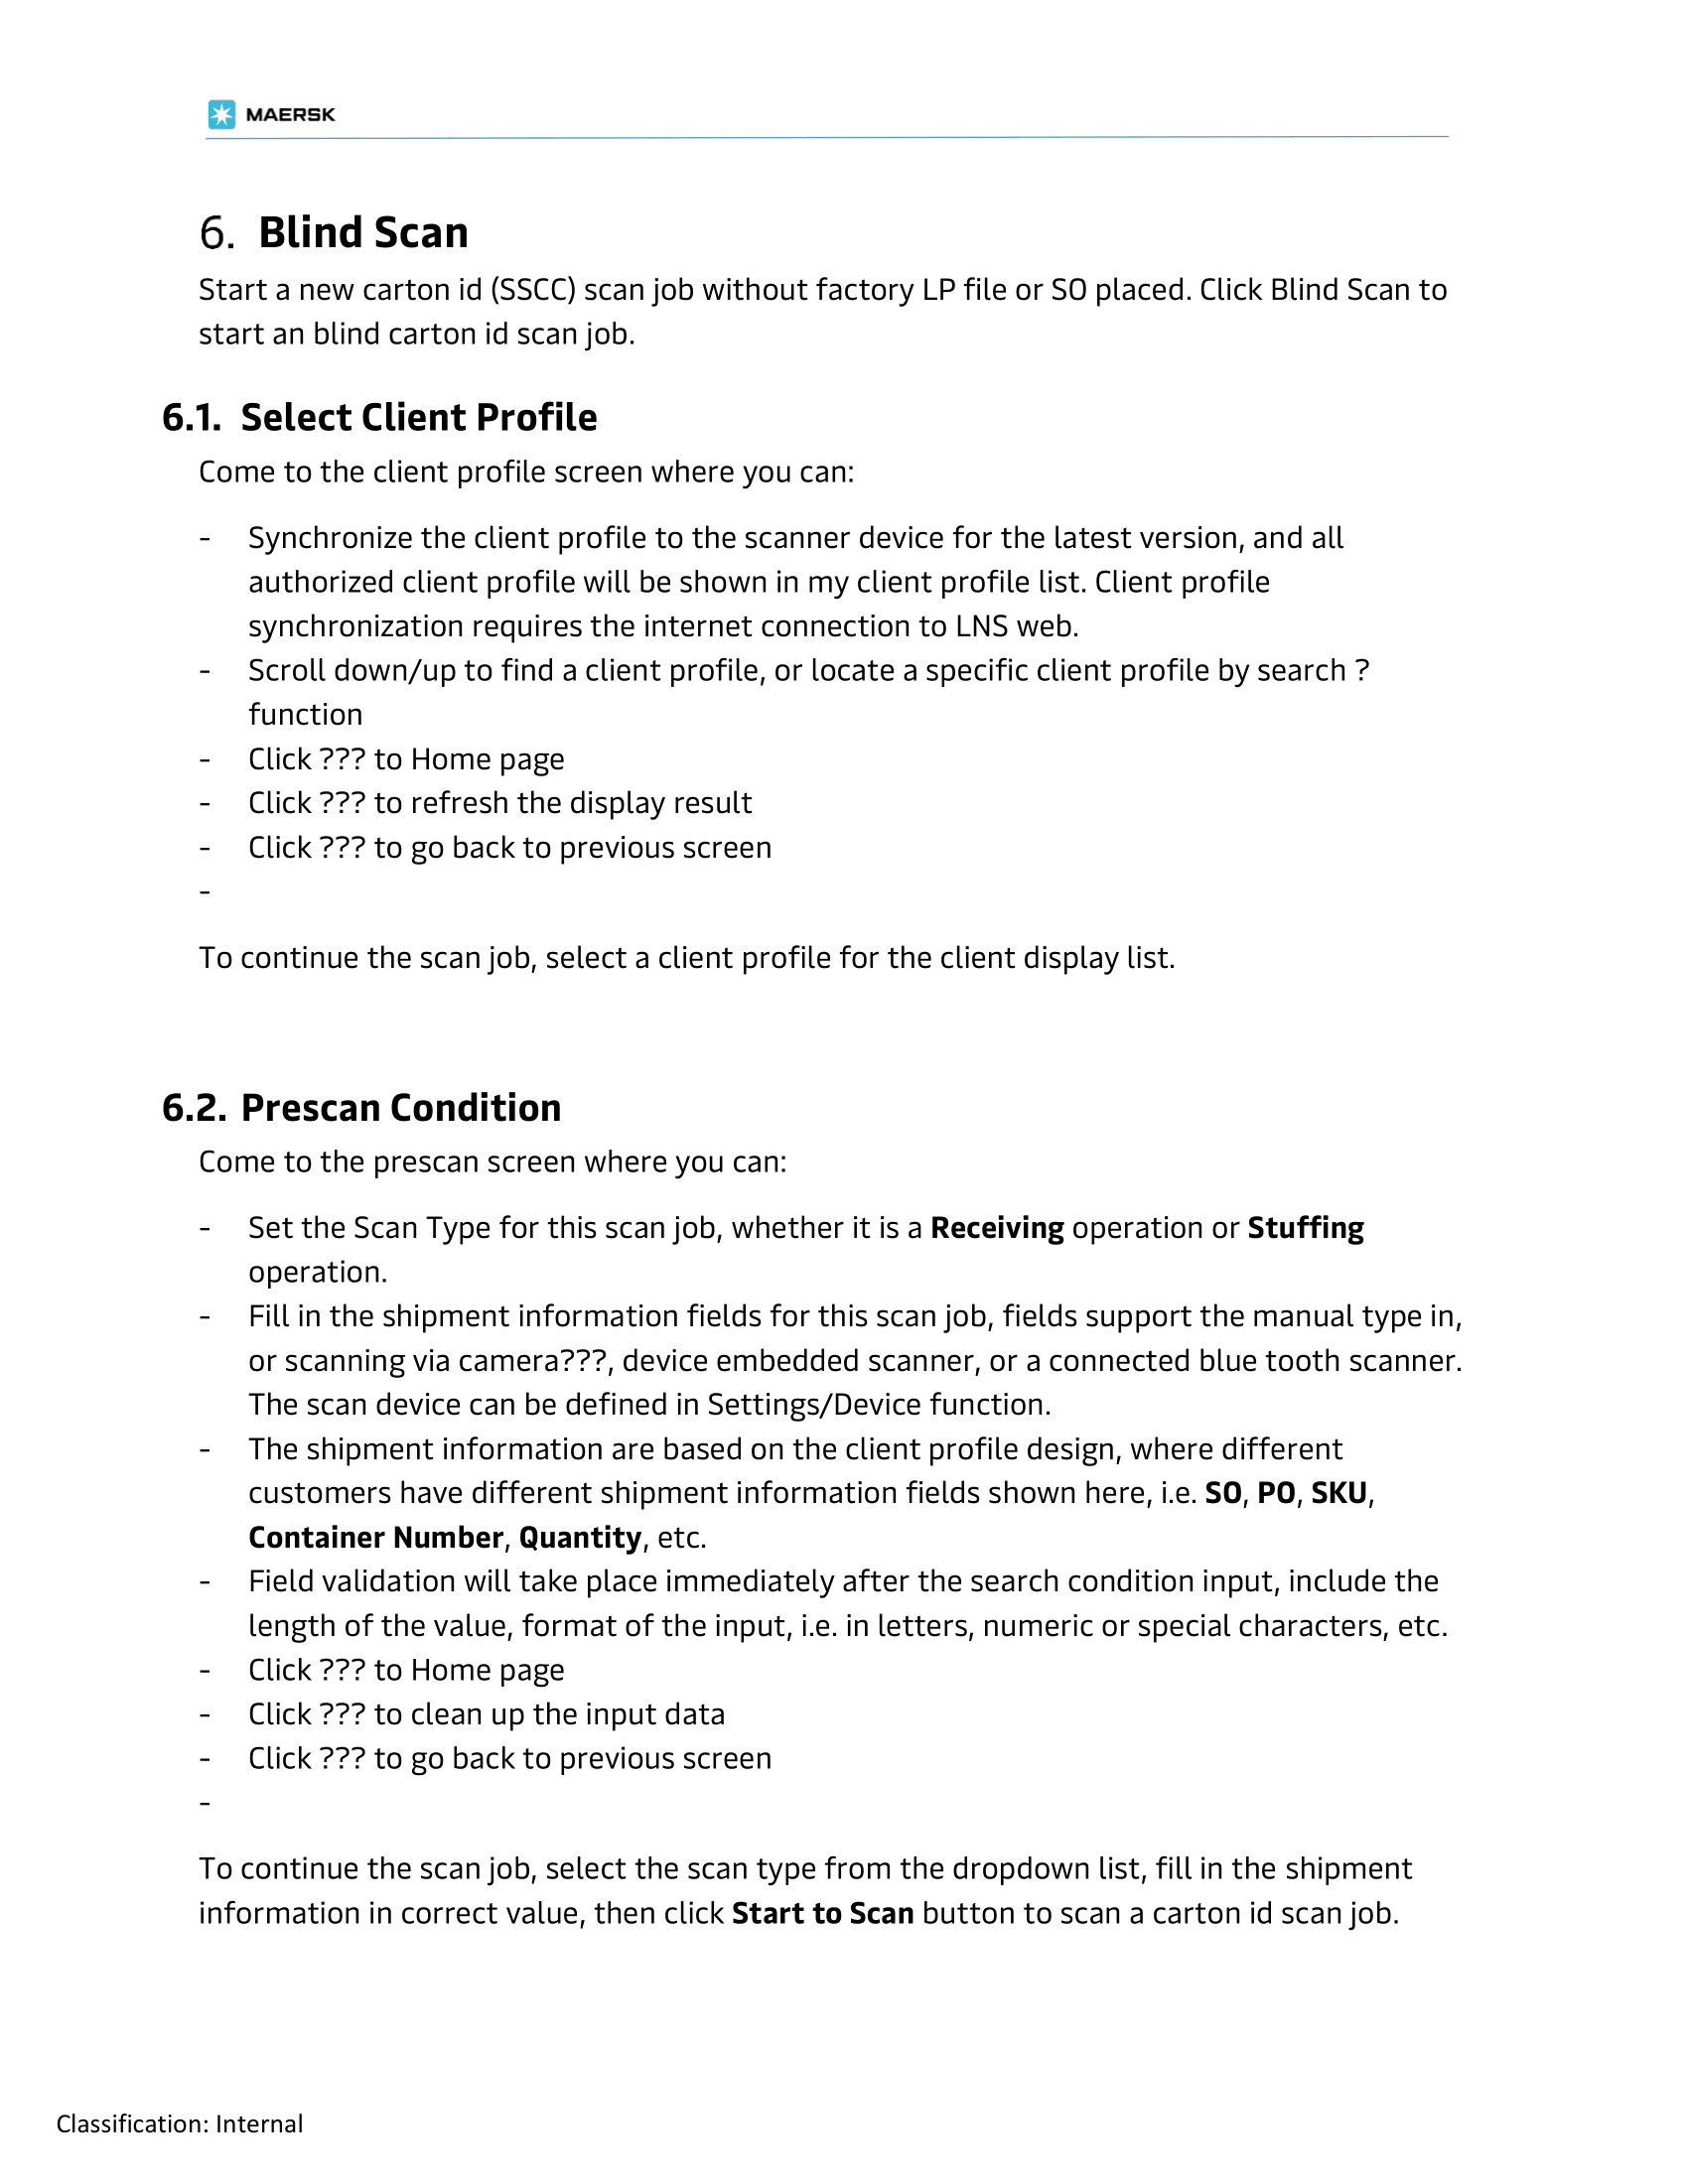 MAERSK
6. Blind Scan
Start a new carton id (SSCC) scan job without factory LP file or SO placed. Click Blind Scan to
start an blind carton id scan job.
6.1. Select Client Profile
Come to the client profile screen where you can:
- Synchronize the client profile to the scanner device for the latest version, and all
authorized client profile will be shown in my client profile list. Client profile
synchronization requires the internet connection to LNS web.
- Scroll down/up to find a client profile, or locate a specific client profile by search ?
function
- Click ??? to Home page
- Click ??? to refresh the display result
- Click ??? to go back to previous screen
-
To continue the scan job, select a client profile for the client display list.
6.2. Prescan Condition
Come to the prescan screen where you can:
- Set the Scan Type for this scan job, whether it is a Receiving operation or Stuffing
operation.
- Fill in the shipment information fields for this scan job, fields support the manual type in,
or scanning via camera???, device embedded scanner, or a connected blue tooth scanner.
The scan device can be defined in Settings/Device function.
- The shipment information are based on the client profile design, where different
customers have different shipment information fields shown here, i.e. SO, PO, SKU,
Container Number, Quantity, etc.
- Field validation will take place immediately after the search condition input, include the
length of the value, format of the input, i.e. in letters, numeric or special characters, etc.
- Click ??? to Home page
- Click ??? to clean up the input data
- Click ??? to go back to previous screen
-
To continue the scan job, select the scan type from the dropdown list, fill in the shipment
information in correct value, then click Start to Scan button to scan a carton id scan job.
Classification: Internal